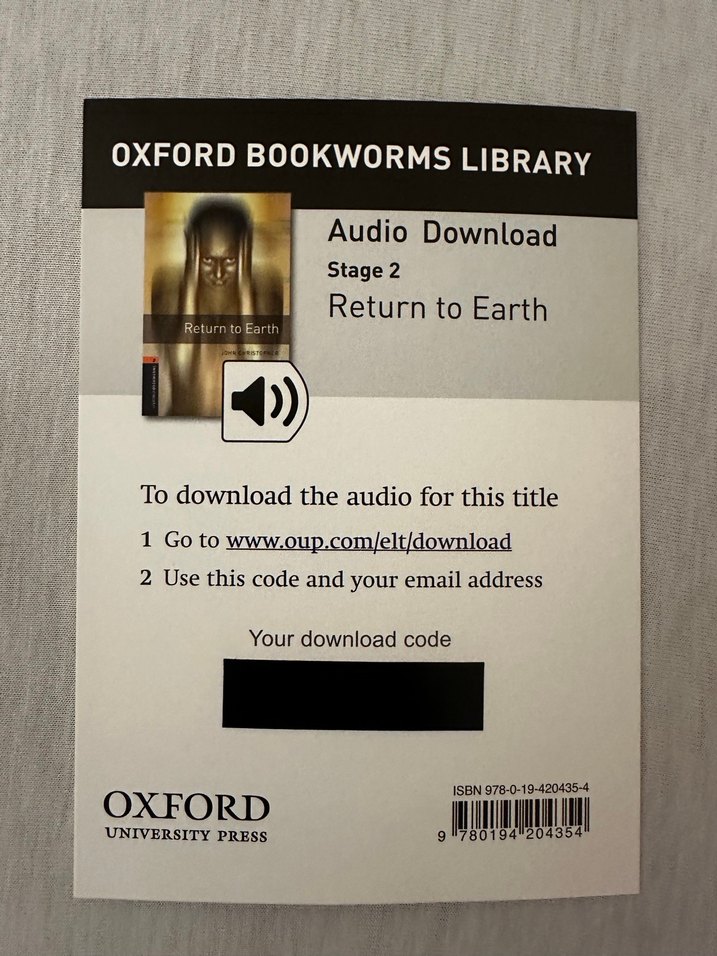 OXFORD BOOKWORMS LIBRARY
Audio Download
Stage 2
Return to Earth
Return to Earth
JOHN CHRISTOPHER
To download the audio for this title
1 Go to www.oup.com/elt/download
2 Use this code and your email address
Your download code
OXFORD
UNIVERSITY PRESS
ISBN 978-0-19-420435-4
9 780194 204354